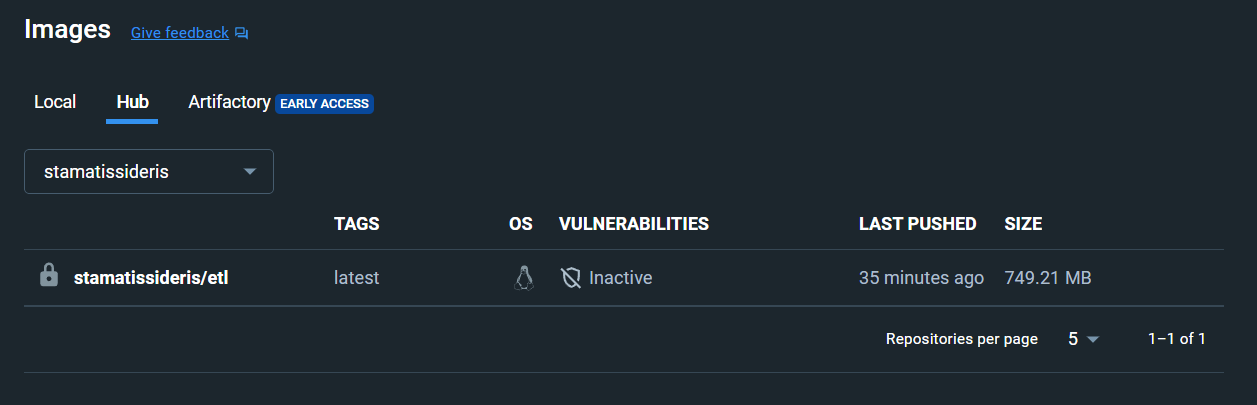 Images Give feedback
Local Hub Artifactory EARLY ACCESS
stamatissideris
TAGS OS VULNERABILITIES LAST PUSHED SIZE
stamatissideris/etl latest Inactive 35 minutes ago 749.21 MB
Repositories per page 5 1–1 of 1